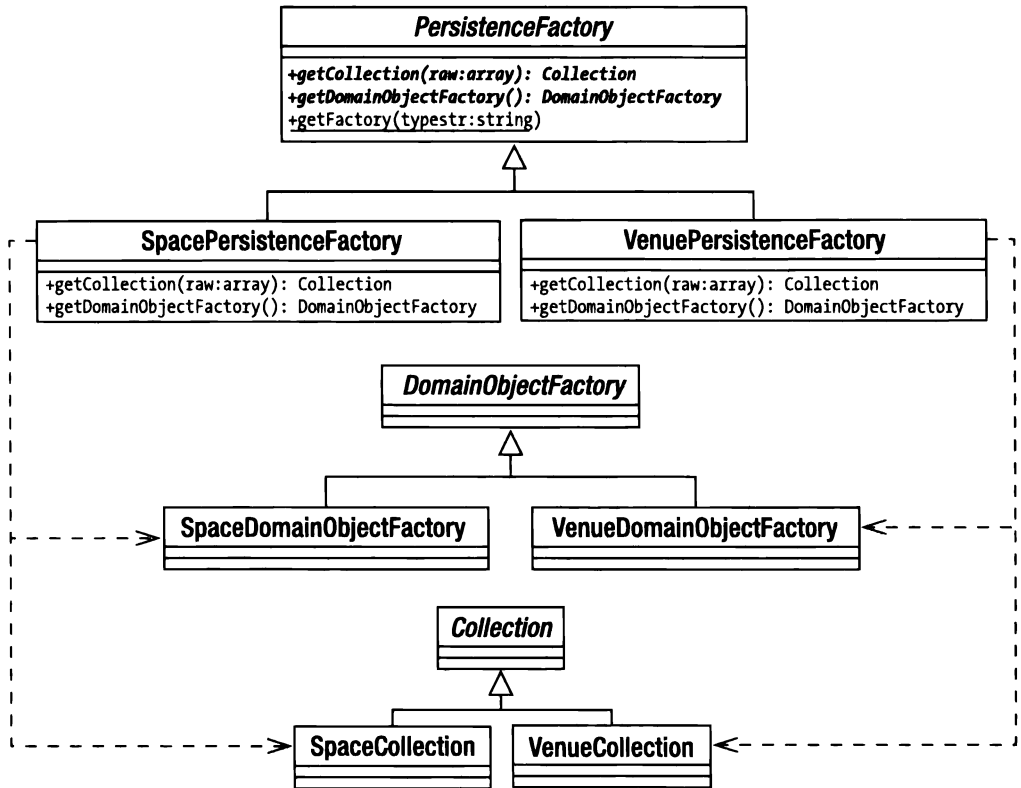 PersistenceFactory
+getCollection(raw:array): Collection
+getDomainObjectFactory(): DomainObjectFactory
+getFactory(typestr:string)
SpacePersistenceFactory
+getCollection(raw:array): Collection
+getDomainObjectFactory(): DomainObjectFactory
VenuePersistenceFactory
+getCollection(raw:array): Collection
+getDomainObjectFactory(): DomainObjectFactory
DomainObjectFactory
SpaceDomainObjectFactory
VenueDomainObjectFactory
Collection
SpaceCollection
VenueCollection